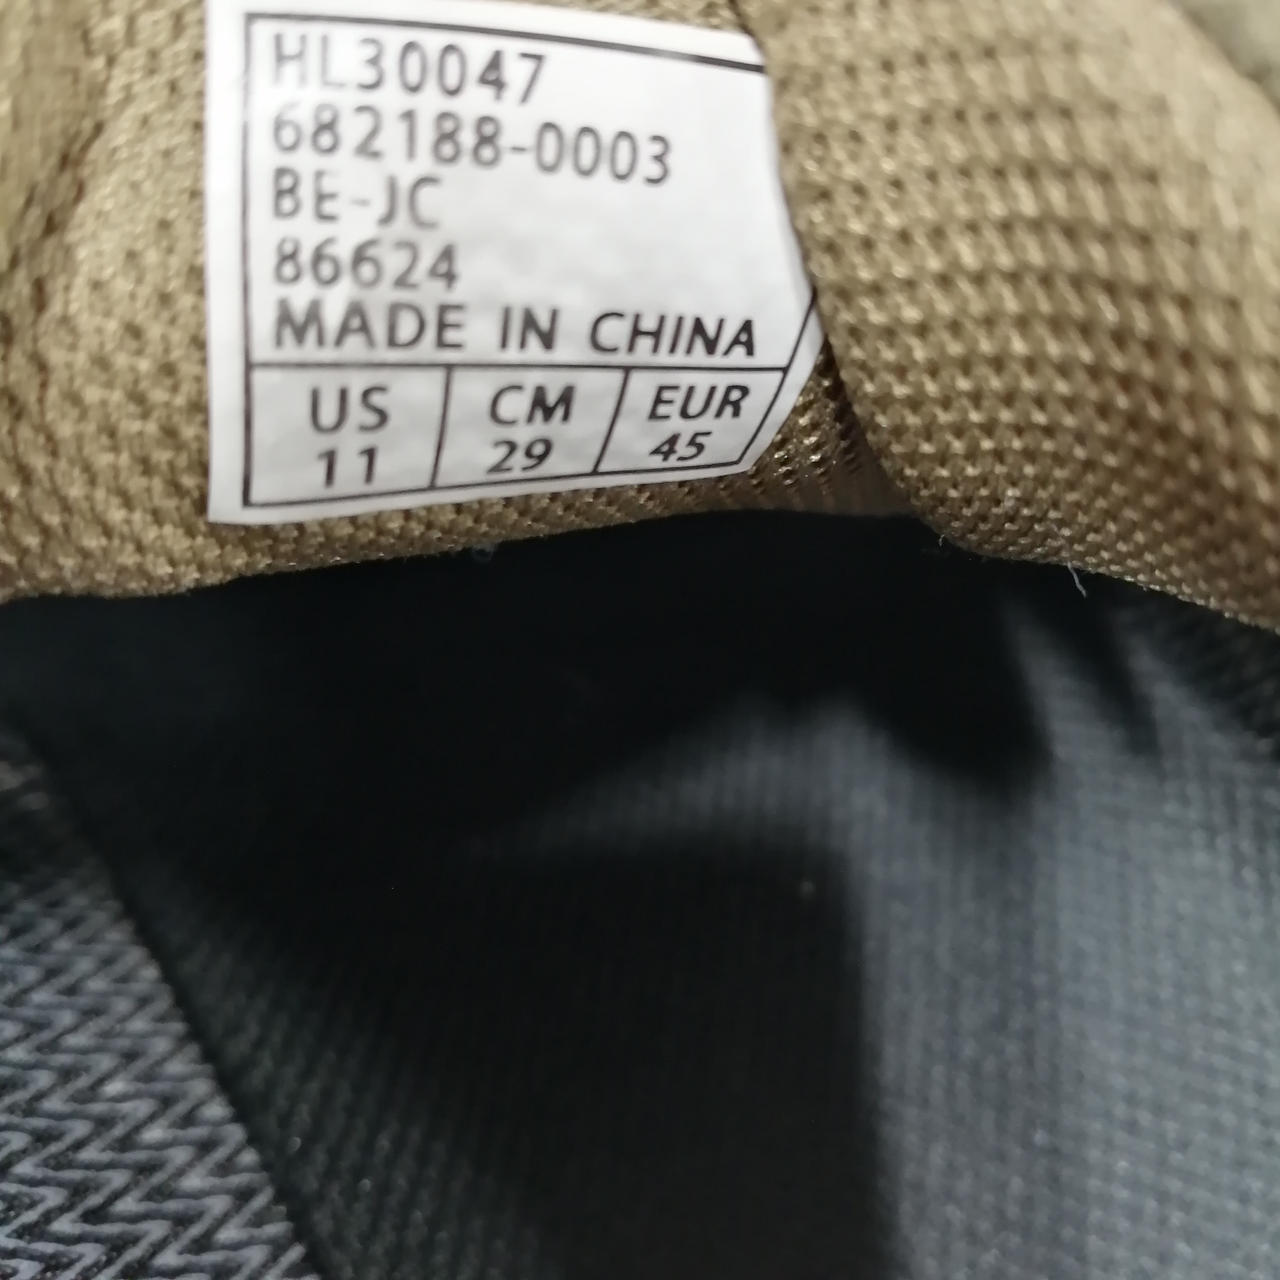 HL30047
682188-0003
BE-JC
86624
MADE IN CHINA
US CM EUR
11 29 45